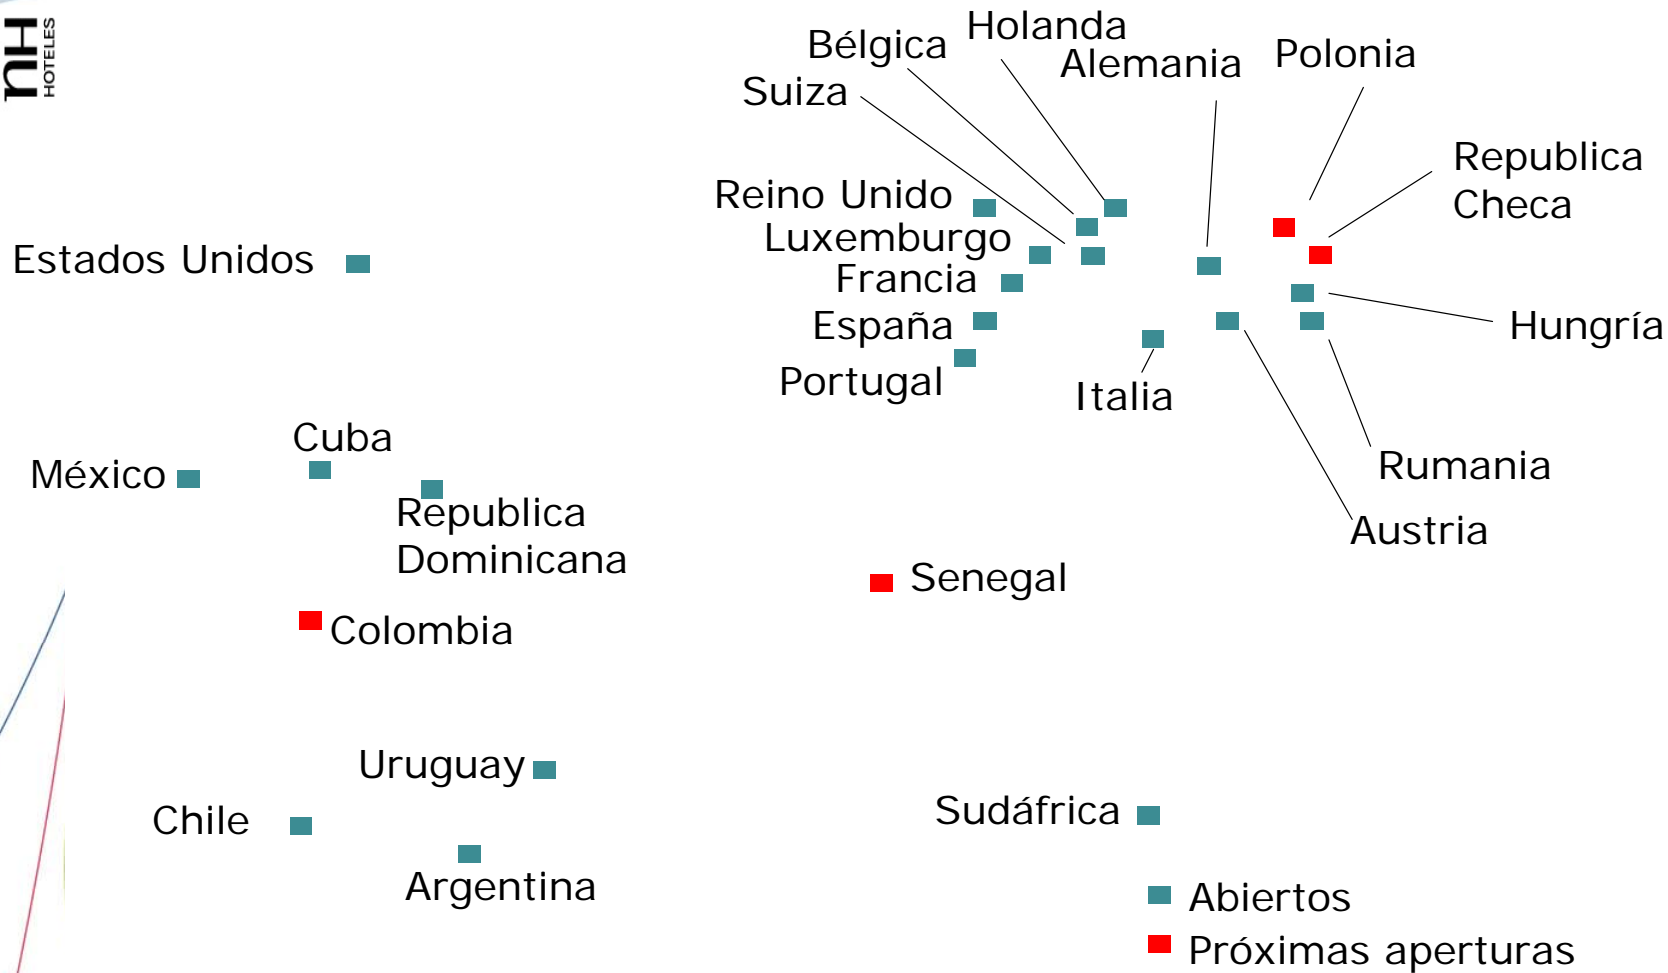 nH
HOTELES
Holanda
Bélgica
Alemania
Polonia
Suiza
Republica
Checa
Reino Unido
Luxemburgo
Estados Unidos
Francia
España
Hungría
Portugal
Italia
Cuba
México
Rumania
Republica
Dominicana
Austria
Senegal
Colombia
Uruguay
Chile
Sudáfrica
Argentina
Abiertos
Próximas aperturas